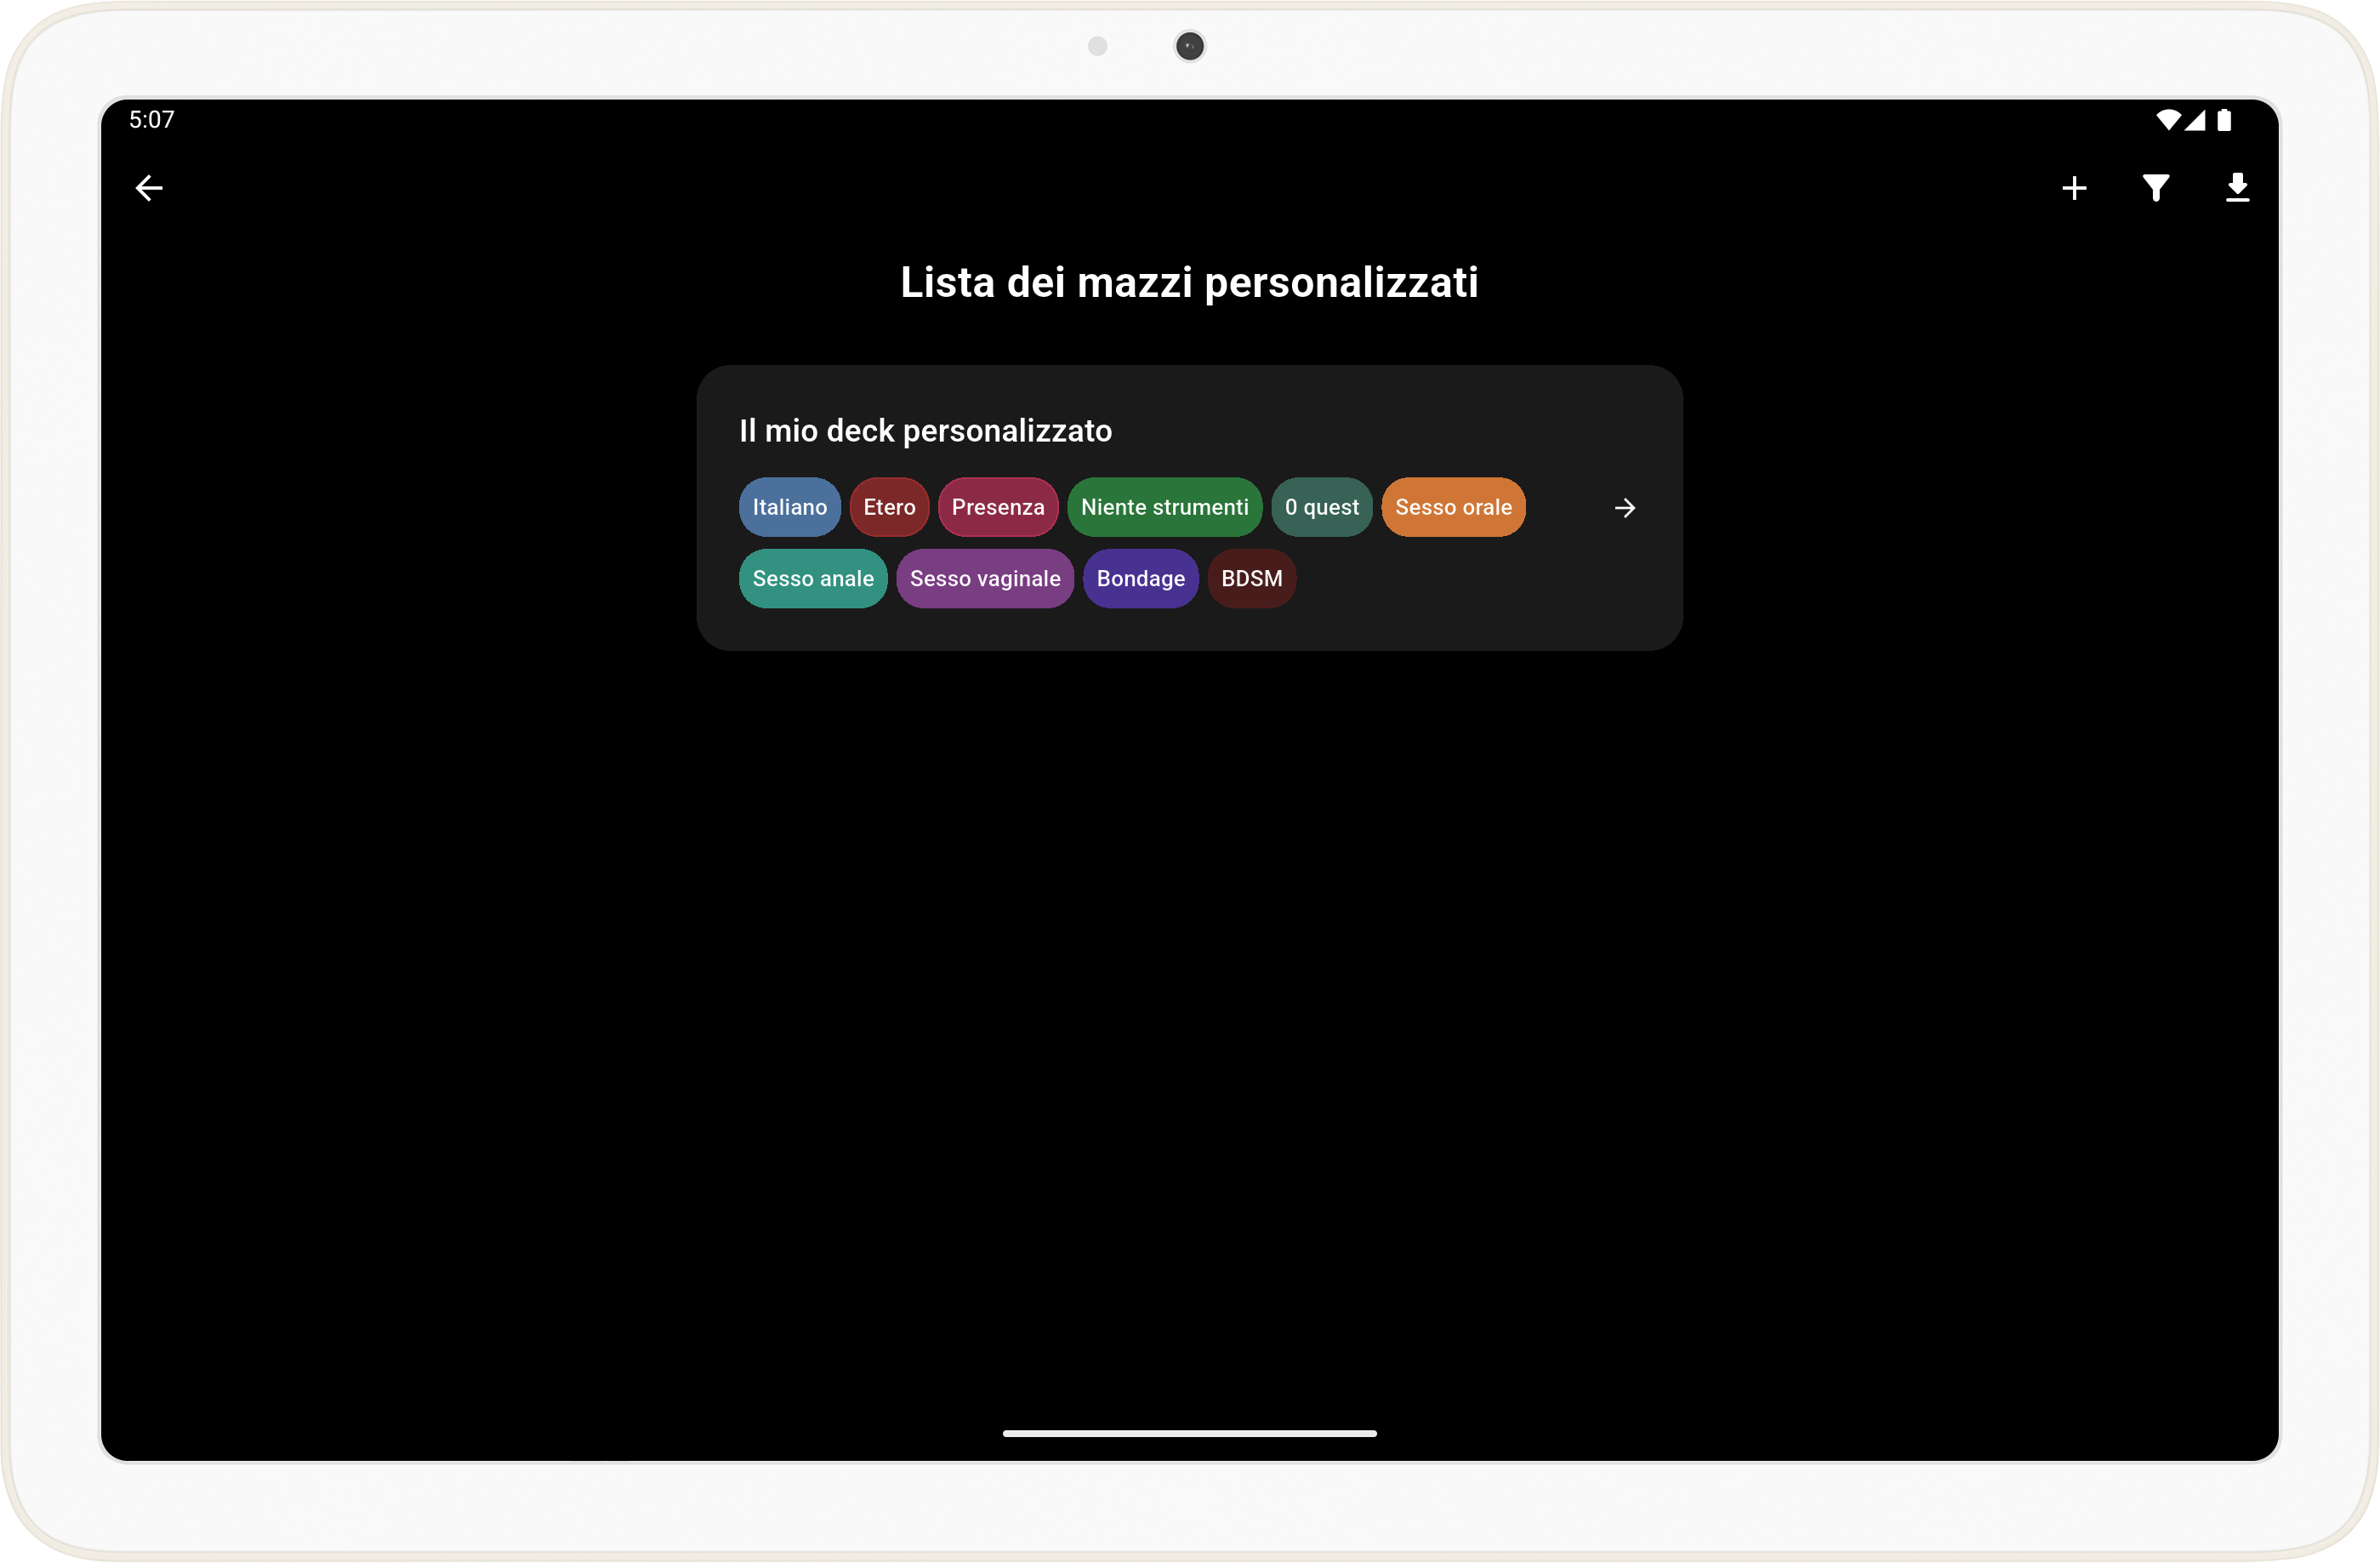 5:07
Lista dei mazzi personalizzati
Il mio deck personalizzato
Italiano Etero Presenza Niente strumenti 0 quest Sesso orale
Sesso anale Sesso vaginale Bondage BDSM